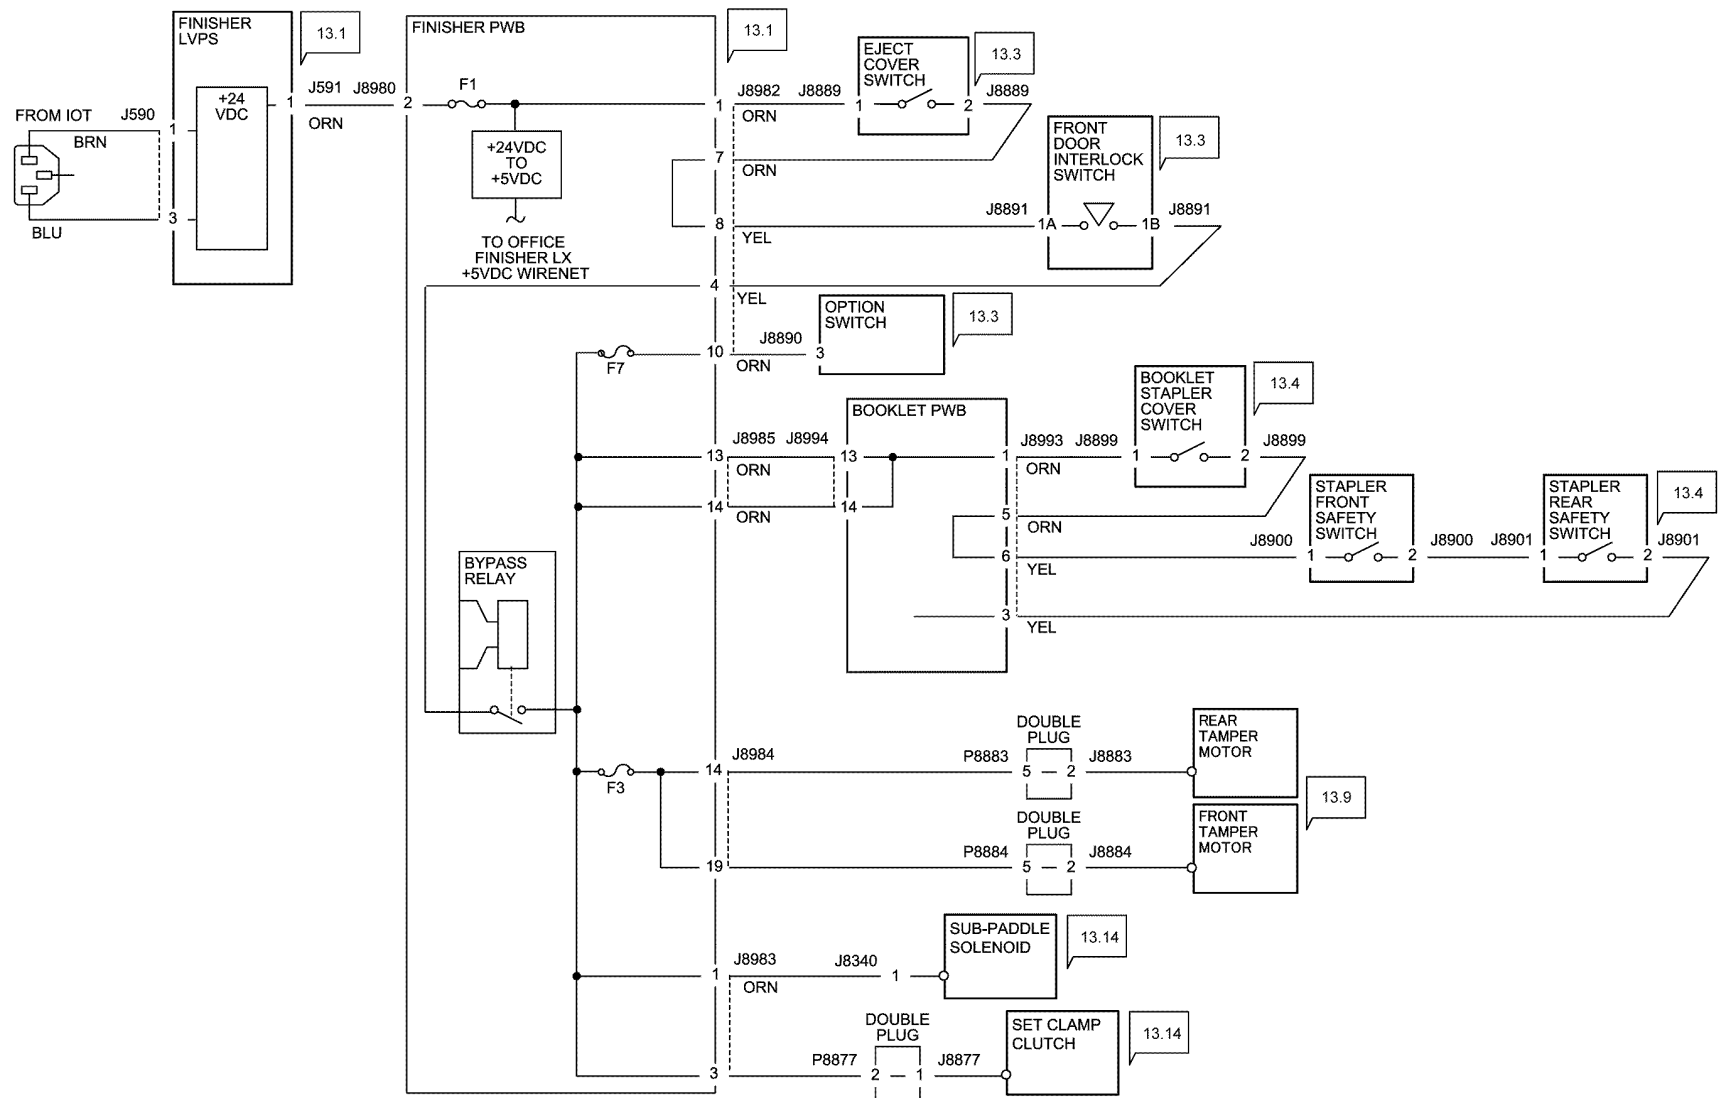 FINISHER
LVPS
13.1
FINISHER PWB
13.1
EJECT
COVER
SWITCH
13.3
+24
VDC
1
J591
J8980
2
F1
1
J8982
J8889
1
2
J8889
ORN
ORN
FROM IOT
J590
1
BRN
3
BLU
+24VDC
TO
+5VDC
7
ORN
FRONT
DOOR
INTERLOCK
SWITCH
13.3
8
YEL
J8891
1A
1B
J8891
TO OFFICE
FINISHER LX
+5VDC WIRENET
4
YEL
OPTION
SWITCH
13.3
F7
10
J8890
3
ORN
BOOKLET
STAPLER
COVER
SWITCH
13.4
BOOKLET PWB
13
J8985
J8994
13
1
J8993
J8899
1
2
J8899
ORN
ORN
14
14
ORN
5
ORN
STAPLER
FRONT
SAFETY
SWITCH
STAPLER
REAR
SAFETY
SWITCH
13.4
6
YEL
J8900
1
2
J8900
J8901
1
2
J8901
3
YEL
BYPASS
RELAY
F3
14
J8984
DOUBLE
PLUG
P8883
5
2
J8883
REAR
TAMPER
MOTOR
13.9
19
DOUBLE
PLUG
P8884
5
2
J8884
FRONT
TAMPER
MOTOR
1
J8983
ORN
J8340
1
SUB-PADDLE
SOLENOID
13.14
3
DOUBLE
PLUG
P8877
2
1
J8877
SET CLAMP
CLUTCH
13.14